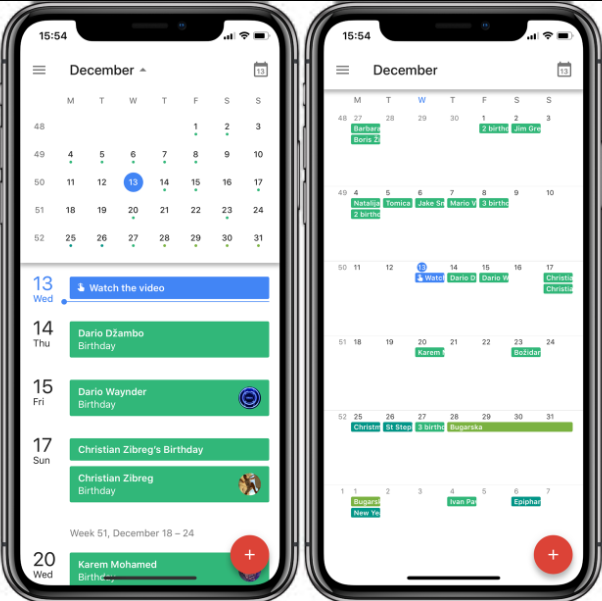 15:54
December
13
M T W T F S S
48 1 2 3
49 4 5 6 7 8 9 10
50 11 12 13 14 15 16 17
51 18 19 20 21 22 23 24
52 25 26 27 28 29 30 31
13
Wed
Watch the video
14
Thu
Dario Džambo
Birthday
15
Fri
Dario Waynder
Birthday
17
Sun
Christian Zibreg's Birthday
Christian Zibreg
Birthday
Week 51, December 18 – 24
20
Wed
Karem Mohamed
Birthday
15:54
December
13
M T W T F S S
48 27 28 29 30 1 2 3
Barbara 2 birthd Jim Gre
Boris Ž
49 4 5 6 7 8 9 10
Natalija Tomica Jake Sm Mario V 3 birthd
2 birthd
50 11 12 13 14 15 16 17
Watch Dario D Dario W Christia
Christia
51 18 19 20 21 22 23 24
Karem M Božidar
52 25 26 27 28 29 30 31
Christm St Step 3 birthd Bugarska
1 1 2 3 4 5 6 7
Bugarsk Ivan Pa Epiphan
New Yea